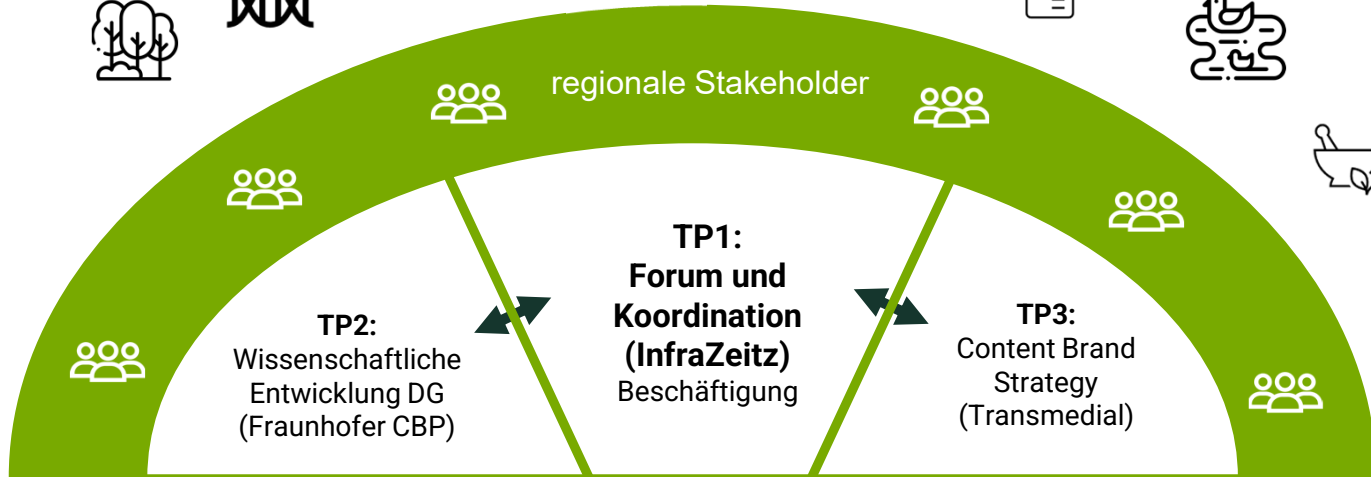 regionale Stakeholder
TP1:
Forum und
Koordination
(InfraZeitz)
Beschäftigung
TP2:
Wissenschaftliche
Entwicklung DG
(Fraunhofer CBP)
TP3:
Content Brand
Strategy
(Transmedial)